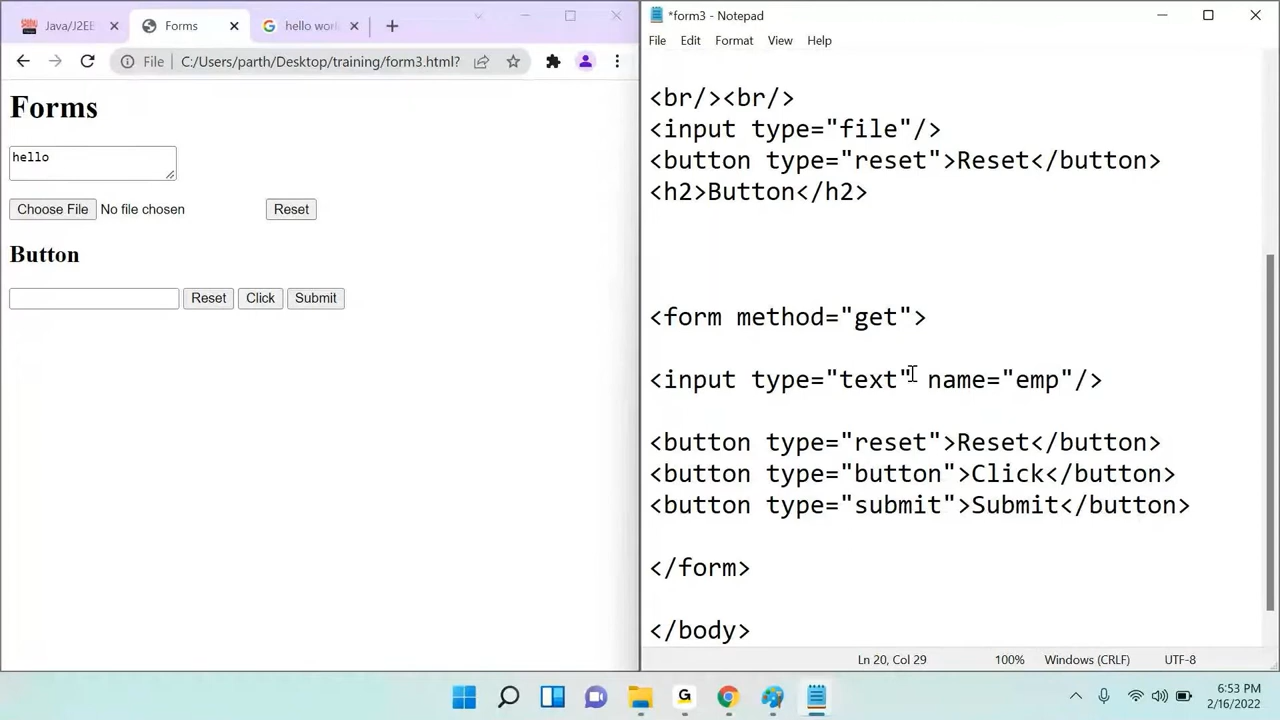 Java/J2EE
Forms
hello worl
*form3 - Notepad
File
C:/Users/parth/Desktop/training/form3.html?
File Edit Format View Help
Forms
hello
Choose File No file chosen Reset
Button
Reset Click Submit
<br/><br/>
<input type="file"/>
<button type="reset">Reset</button>
<h2>Button</h2>
<form method="get">
<input type="text" name="emp"/>
<button type="reset">Reset</button>
<button type="button">Click</button>
<button type="submit">Submit</button>
</form>
</body>
Ln 20, Col 29 100% Windows (CRLF) UTF-8
G
6:53 PM
2/16/2022